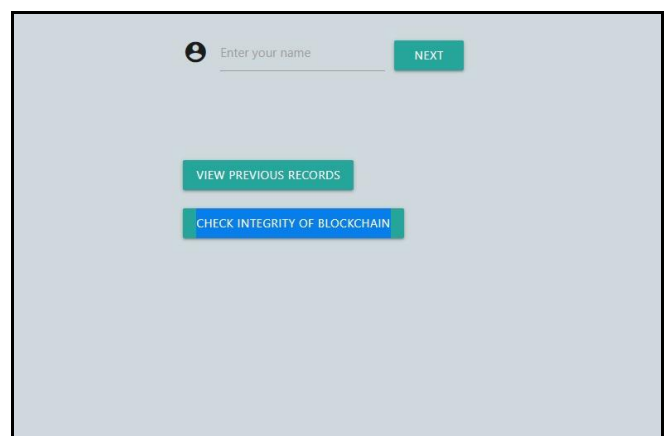 Enter your name
NEXT
VIEW PREVIOUS RECORDS
CHECK INTEGRITY OF BLOCKCHAIN